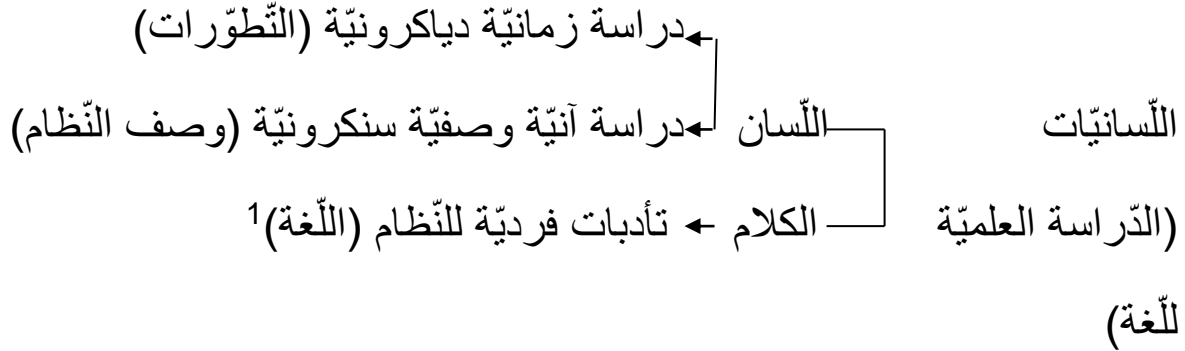 دراسة زمانيّة دياكرونيّة (التّطوّرات)
اللّسانيّات اللّسان دراسة آنيّة وصفيّة سنكرونيّة (وصف النّظام)
(الدّراسة العلميّة الكلام تأدبات فرديّة للنّظام (اللّغة)1
للّغة)